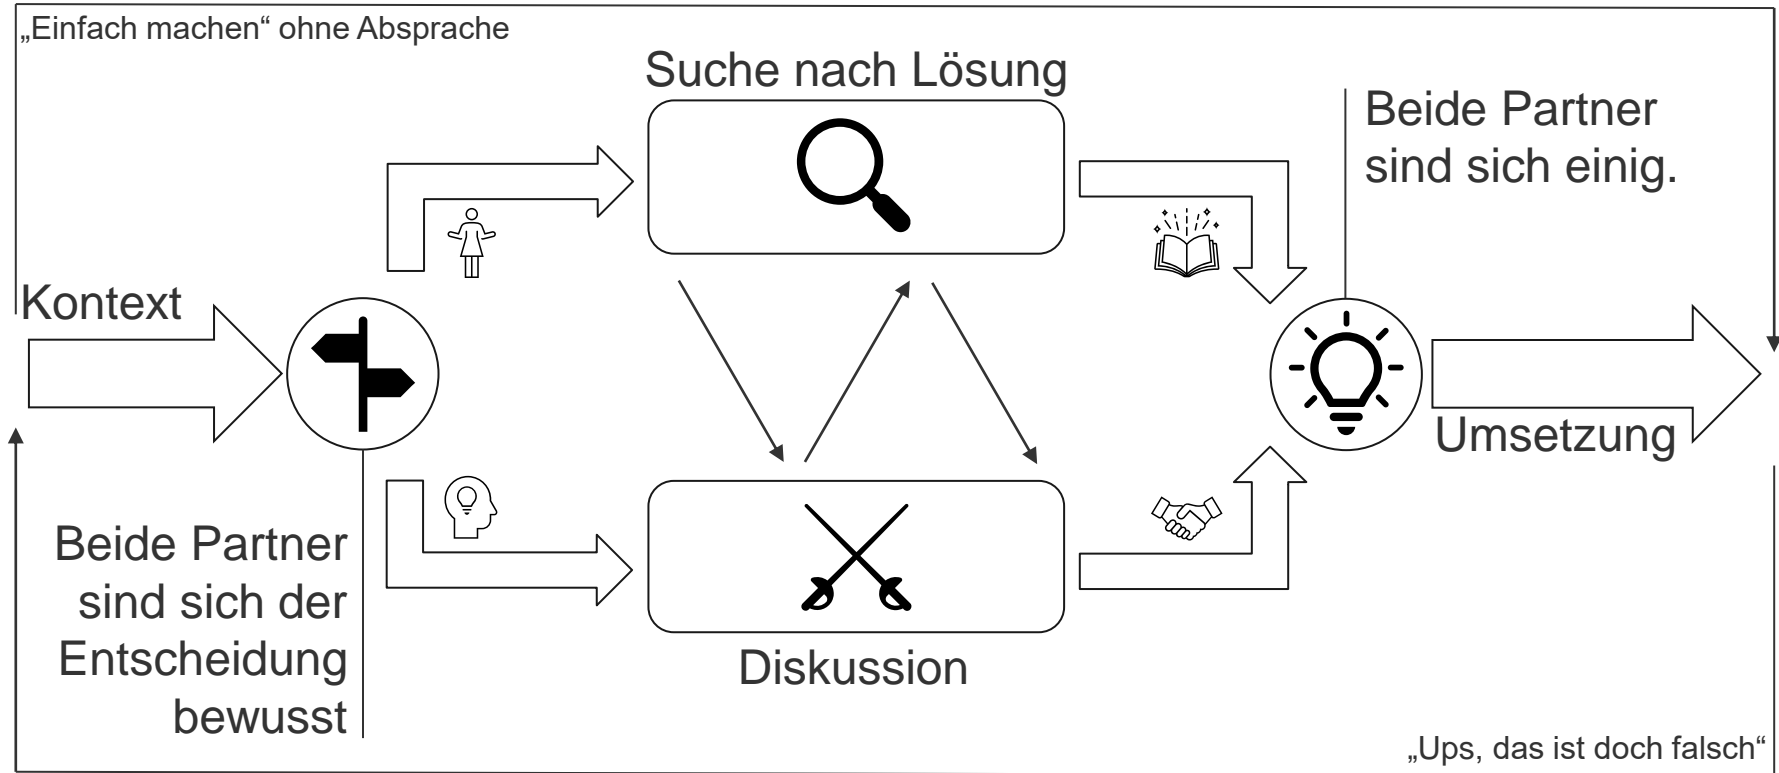 „Einfach machen“ ohne Absprache
Suche nach Lösung
Beide Partner
sind sich einig.
Kontext
Umsetzung
Beide Partner
sind sich der
Entscheidung
bewusst
Diskussion
„Ups, das ist doch falsch“